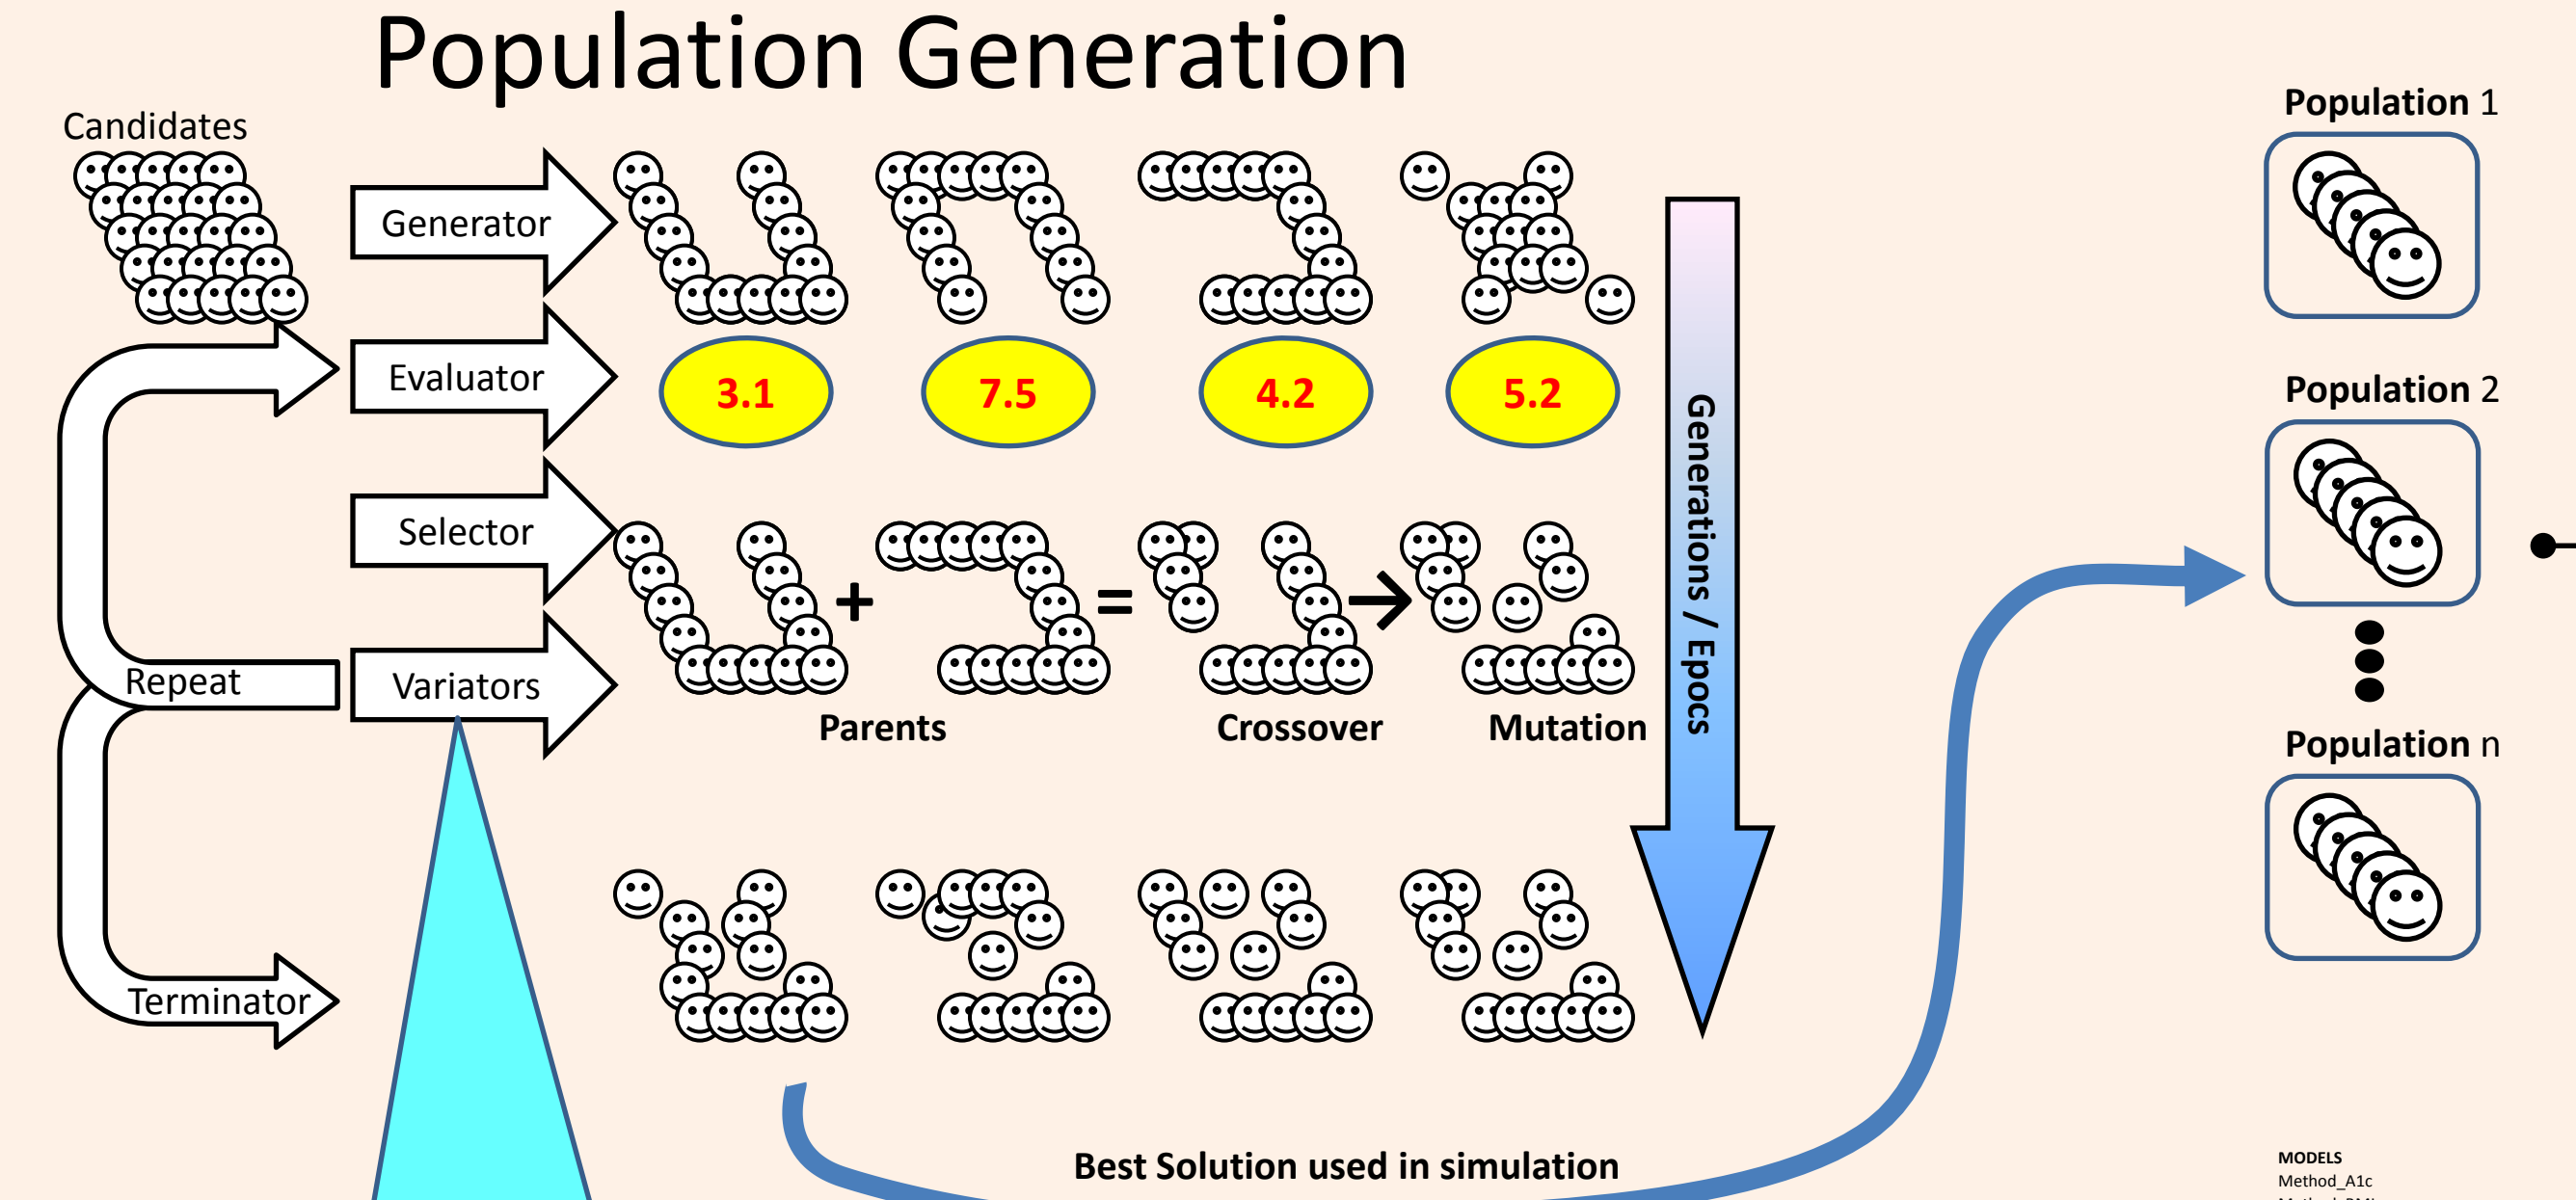 Population Generation
Candidates
Generator
Evaluator
3.1
7.5
4.2
5.2
Selector
Variators
+
=
Parents
Crossover
Mutation
Repeat
Terminator
Generations / Epocs
Best Solution used in simulation
Population 1
Population 2
Population n
MODELS
Method_A1c